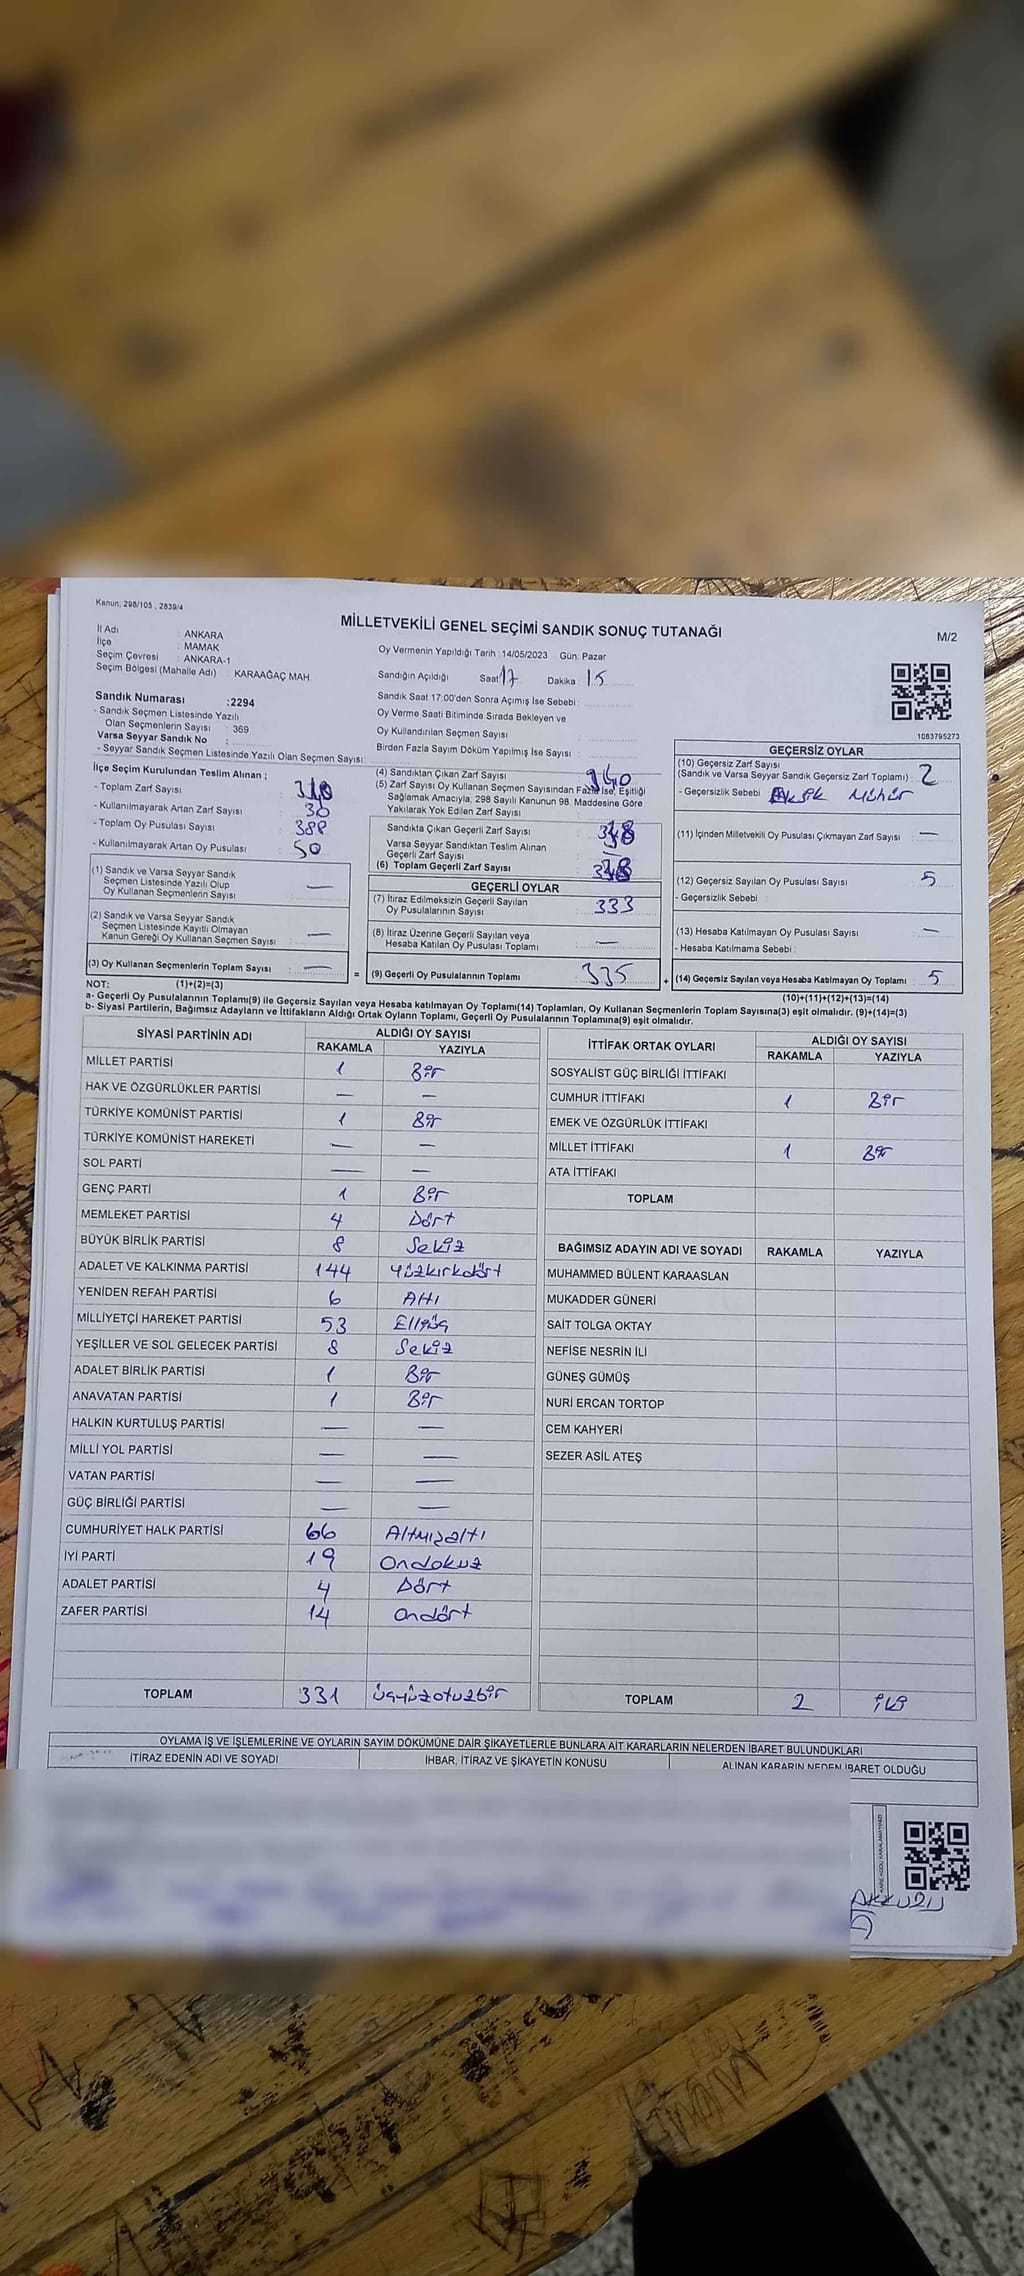 Kanun, 298/105 , 2839/4
MİLLETVEKİLİ GENEL SEÇİMİ SANDIK SONUÇ TUTANAĞI
M/2
İl Adı : ANKARA
İlçe : MAMAK
Seçim Çevresi : ANKARA-1
Seçim Bölgesi (Mahalle Adı) : KARAAĞAÇ MAH.
Oy Vermenin Yapıldığı Tarih :14/05/2023 Gün: Pazar
Sandığın Açıldığı Saat 17 Dakika : 15
Sandık Saat 17:00'den Sonra Açmış İse Sebebi :
Oy Verme Saati Bitiminde Sırada Bekleyen ve
Oy Kullandırılan Seçmen Sayısı :
Birden Fazla Sayım Döküm Yapılmış İse Sayısı :
1083795273
Sandık Numarası :2294
- Sandık Seçmen Listesinde Yazılı
Olan Seçmenlerin Sayısı : 369
Varsa Seyyar Sandık No :
- Seyyar Sandık Seçmen Listesinde Yazılı Olan Seçmen Sayısı:
İlçe Seçim Kurulundan Teslim Alınan ;
- Toplam Zarf Sayısı :
- Kullanılmayarak Artan Zarf Sayısı : 30
- Toplam Oy Pusulası Sayısı : 388
- Kullanılmayarak Artan Oy Pusulası : 50
(1) Sandık ve Varsa Seyyar Sandık
Seçmen Listesinde Yazılı Olup
Oy Kullanan Seçmenlerin Sayısı : —
(2) Sandık ve Varsa Seyyar Sandık
Seçmen Listesinde Kayıtlı Olmayan
Kanun Gereği Oy Kullanan Seçmen Sayısı : —
(3) Oy Kullanan Seçmenlerin Toplam Sayısı : —
(4) Sandıktan Çıkan Zarf Sayısı : 340
(5) Zarf Sayısı Oy Kullanan Seçmen Sayısından Fazla İse, Eşitliği
Sağlamak Amacıyla, 298 Sayılı Kanunun 98. Maddesine Göre
Yakılarak Yok Edilen Zarf Sayısı :
Sandıkta Çıkan Geçerli Zarf Sayısı : 338
Varsa Seyyar Sandıktan Teslim Alınan
Geçerli Zarf Sayısı :
(6) Toplam Geçerli Zarf Sayısı : 338
GEÇERLİ OYLAR
(7) İtiraz Edilmeksizin Geçerli Sayılan
Oy Pusulalarının Sayısı : 333
(8) İtiraz Üzerine Geçerli Sayılan veya
Hesaba Katılan Oy Pusulası Toplamı : —
= (9) Geçerli Oy Pusulalarının Toplamı : 335
GEÇERSİZ OYLAR
(10) Geçersiz Zarf Sayısı
(Sandık ve Varsa Seyyar Sandık Geçersiz Zarf Toplamı) : 2
- Geçersizlik Sebebi : Eksik Mühür
(11) İçinden Milletvekili Oy Pusulası Çıkmayan Zarf Sayısı : —
(12) Geçersiz Sayılan Oy Pusulası Sayısı : 5
- Geçersizlik Sebebi :
(13) Hesaba Katılmayan Oy Pusulası Sayısı : —
- Hesaba Katılmama Sebebi :
+ (14) Geçersiz Sayılan veya Hesaba Katılmayan Oy Toplamı : 5
NOT: (1)+(2)=(3)
(10)+(11)+(12)+(13)=(14)
a- Geçerli Oy Pusulalarının Toplamı(9) ile Geçersiz Sayılan veya Hesaba katılmayan Oy Toplamı(14) Toplamları, Oy Kullanan Seçmenlerin Toplam Sayısına(3) eşit olmalıdır. (9)+(14)=(3)
b- Siyasi Partilerin, Bağımsız Adayların ve İttifakların Aldığı Ortak Oyların Toplamı, Geçerli Oy Pusulalarının Toplamına(9) eşit olmalıdır.
SİYASİ PARTİNİN ADI ALDIĞI OY SAYISI
RAKAMLA YAZIYLA
MİLLET PARTİSİ 1 Bir
HAK VE ÖZGÜRLÜKLER PARTİSİ — —
TÜRKİYE KOMÜNİST PARTİSİ 1 Bir
TÜRKİYE KOMÜNİST HAREKETİ — —
SOL PARTİ — —
GENÇ PARTİ 1 Bir
MEMLEKET PARTİSİ 4 Dört
BÜYÜK BİRLİK PARTİSİ 8 Sekiz
ADALET VE KALKINMA PARTİSİ 144 Yüzkırkdört
YENİDEN REFAH PARTİSİ 6 Altı
MİLLİYETÇİ HAREKET PARTİSİ 53 Elliüç
YEŞİLLER VE SOL GELECEK PARTİSİ 8 Sekiz
ADALET BİRLİK PARTİSİ 1 Bir
ANAVATAN PARTİSİ 1 Bir
HALKIN KURTULUŞ PARTİSİ — —
MİLLİ YOL PARTİSİ — —
VATAN PARTİSİ — —
GÜÇ BİRLİĞİ PARTİSİ — —
CUMHURİYET HALK PARTİSİ 66 Altmışaltı
İYİ PARTİ 19 Ondokuz
ADALET PARTİSİ 4 Dört
ZAFER PARTİSİ 14 Ondört
TOPLAM 331 üçyüzotuzbir
İTTİFAK ORTAK OYLARI ALDIĞI OY SAYISI
RAKAMLA YAZIYLA
SOSYALİST GÜÇ BİRLİĞİ İTTİFAKI
CUMHUR İTTİFAKI 1 Bir
EMEK VE ÖZGÜRLÜK İTTİFAKI
MİLLET İTTİFAKI 1 Bir
ATA İTTİFAKI
TOPLAM
BAĞIMSIZ ADAYIN ADI VE SOYADI RAKAMLA YAZIYLA
MUHAMMED BÜLENT KARAASLAN
MUKADDER GÜNERİ
SAİT TOLGA OKTAY
NEFİSE NESRİN İLİ
GÜNEŞ GÜMÜŞ
NURİ ERCAN TORTOP
CEM KAHYERİ
SEZER ASİL ATEŞ
TOPLAM 2 iki
OYLAMA İŞ VE İŞLEMLERİNE VE OYLARIN SAYIM DÖKÜMÜNE DAİR ŞİKAYETLERLE BUNLARA AİT KARARLARIN NELERDEN İBARET BULUNDUKLARI
İTİRAZ EDENİN ADI VE SOYADI İHBAR, İTİRAZ VE ŞİKAYETİN KONUSU ALINAN KARARIN NEDEN İBARET OLDUĞU